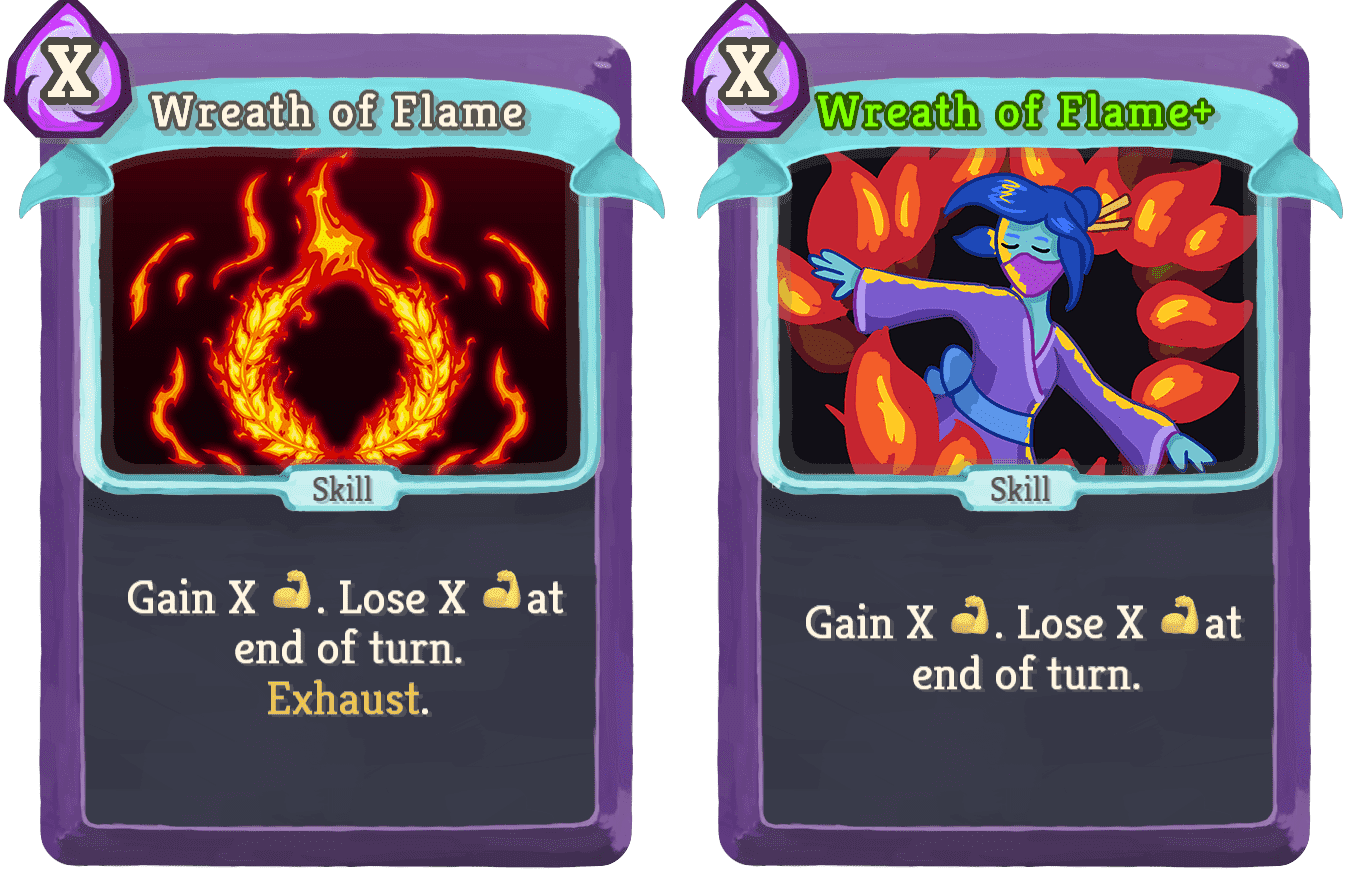 X
Wreath of Flame
Skill
Gain X 💪. Lose X 💪at
end of turn.
Exhaust.
X
Wreath of Flame+
Skill
Gain X 💪. Lose X 💪at
end of turn.